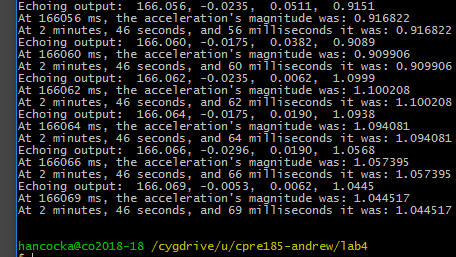 Echoing output:  166.056, -0.0235,  0.0511,  0.9151
At 166056 ms, the acceleration's magnitude was: 0.916822
At 2 minutes, 46 seconds, and 56 milliseconds it was: 0.916822
Echoing output:  166.060, -0.0175,  0.0382,  0.9089
At 166060 ms, the acceleration's magnitude was: 0.909906
At 2 minutes, 46 seconds, and 60 milliseconds it was: 0.909906
Echoing output:  166.062, -0.0235,  0.0062,  1.0999
At 166062 ms, the acceleration's magnitude was: 1.100208
At 2 minutes, 46 seconds, and 62 milliseconds it was: 1.100208
Echoing output:  166.064, -0.0175,  0.0190,  1.0938
At 166064 ms, the acceleration's magnitude was: 1.094081
At 2 minutes, 46 seconds, and 64 milliseconds it was: 1.094081
Echoing output:  166.066, -0.0296,  0.0190,  1.0568
At 166066 ms, the acceleration's magnitude was: 1.057395
At 2 minutes, 46 seconds, and 66 milliseconds it was: 1.057395
Echoing output:  166.069, -0.0053,  0.0062,  1.0445
At 166069 ms, the acceleration's magnitude was: 1.044517
At 2 minutes, 46 seconds, and 69 milliseconds it was: 1.044517
hancocka@co2018-18 /cygdrive/u/cpre185-andrew/lab4
$